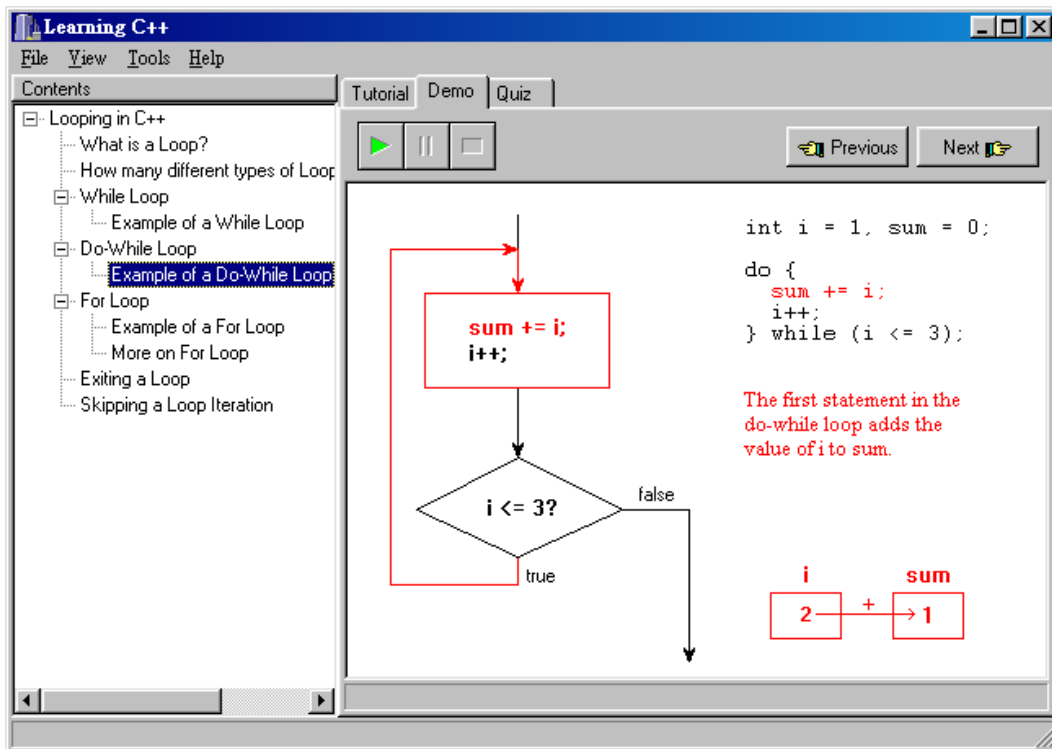 Learning C++
File View Tools Help
Contents
Looping in C++
What is a Loop?
How many different types of Loop
While Loop
Example of a While Loop
Do-While Loop
Example of a Do-While Loop
For Loop
Example of a For Loop
More on For Loop
Exiting a Loop
Skipping a Loop Iteration
Tutorial Demo Quiz
Previous Next
sum += i;
i++;
i <= 3?
false
true
int i = 1, sum = 0;
do {
sum += i;
i++;
} while (i <= 3);
The first statement in the
do-while loop adds the
value of i to sum.
i sum
2 + 1